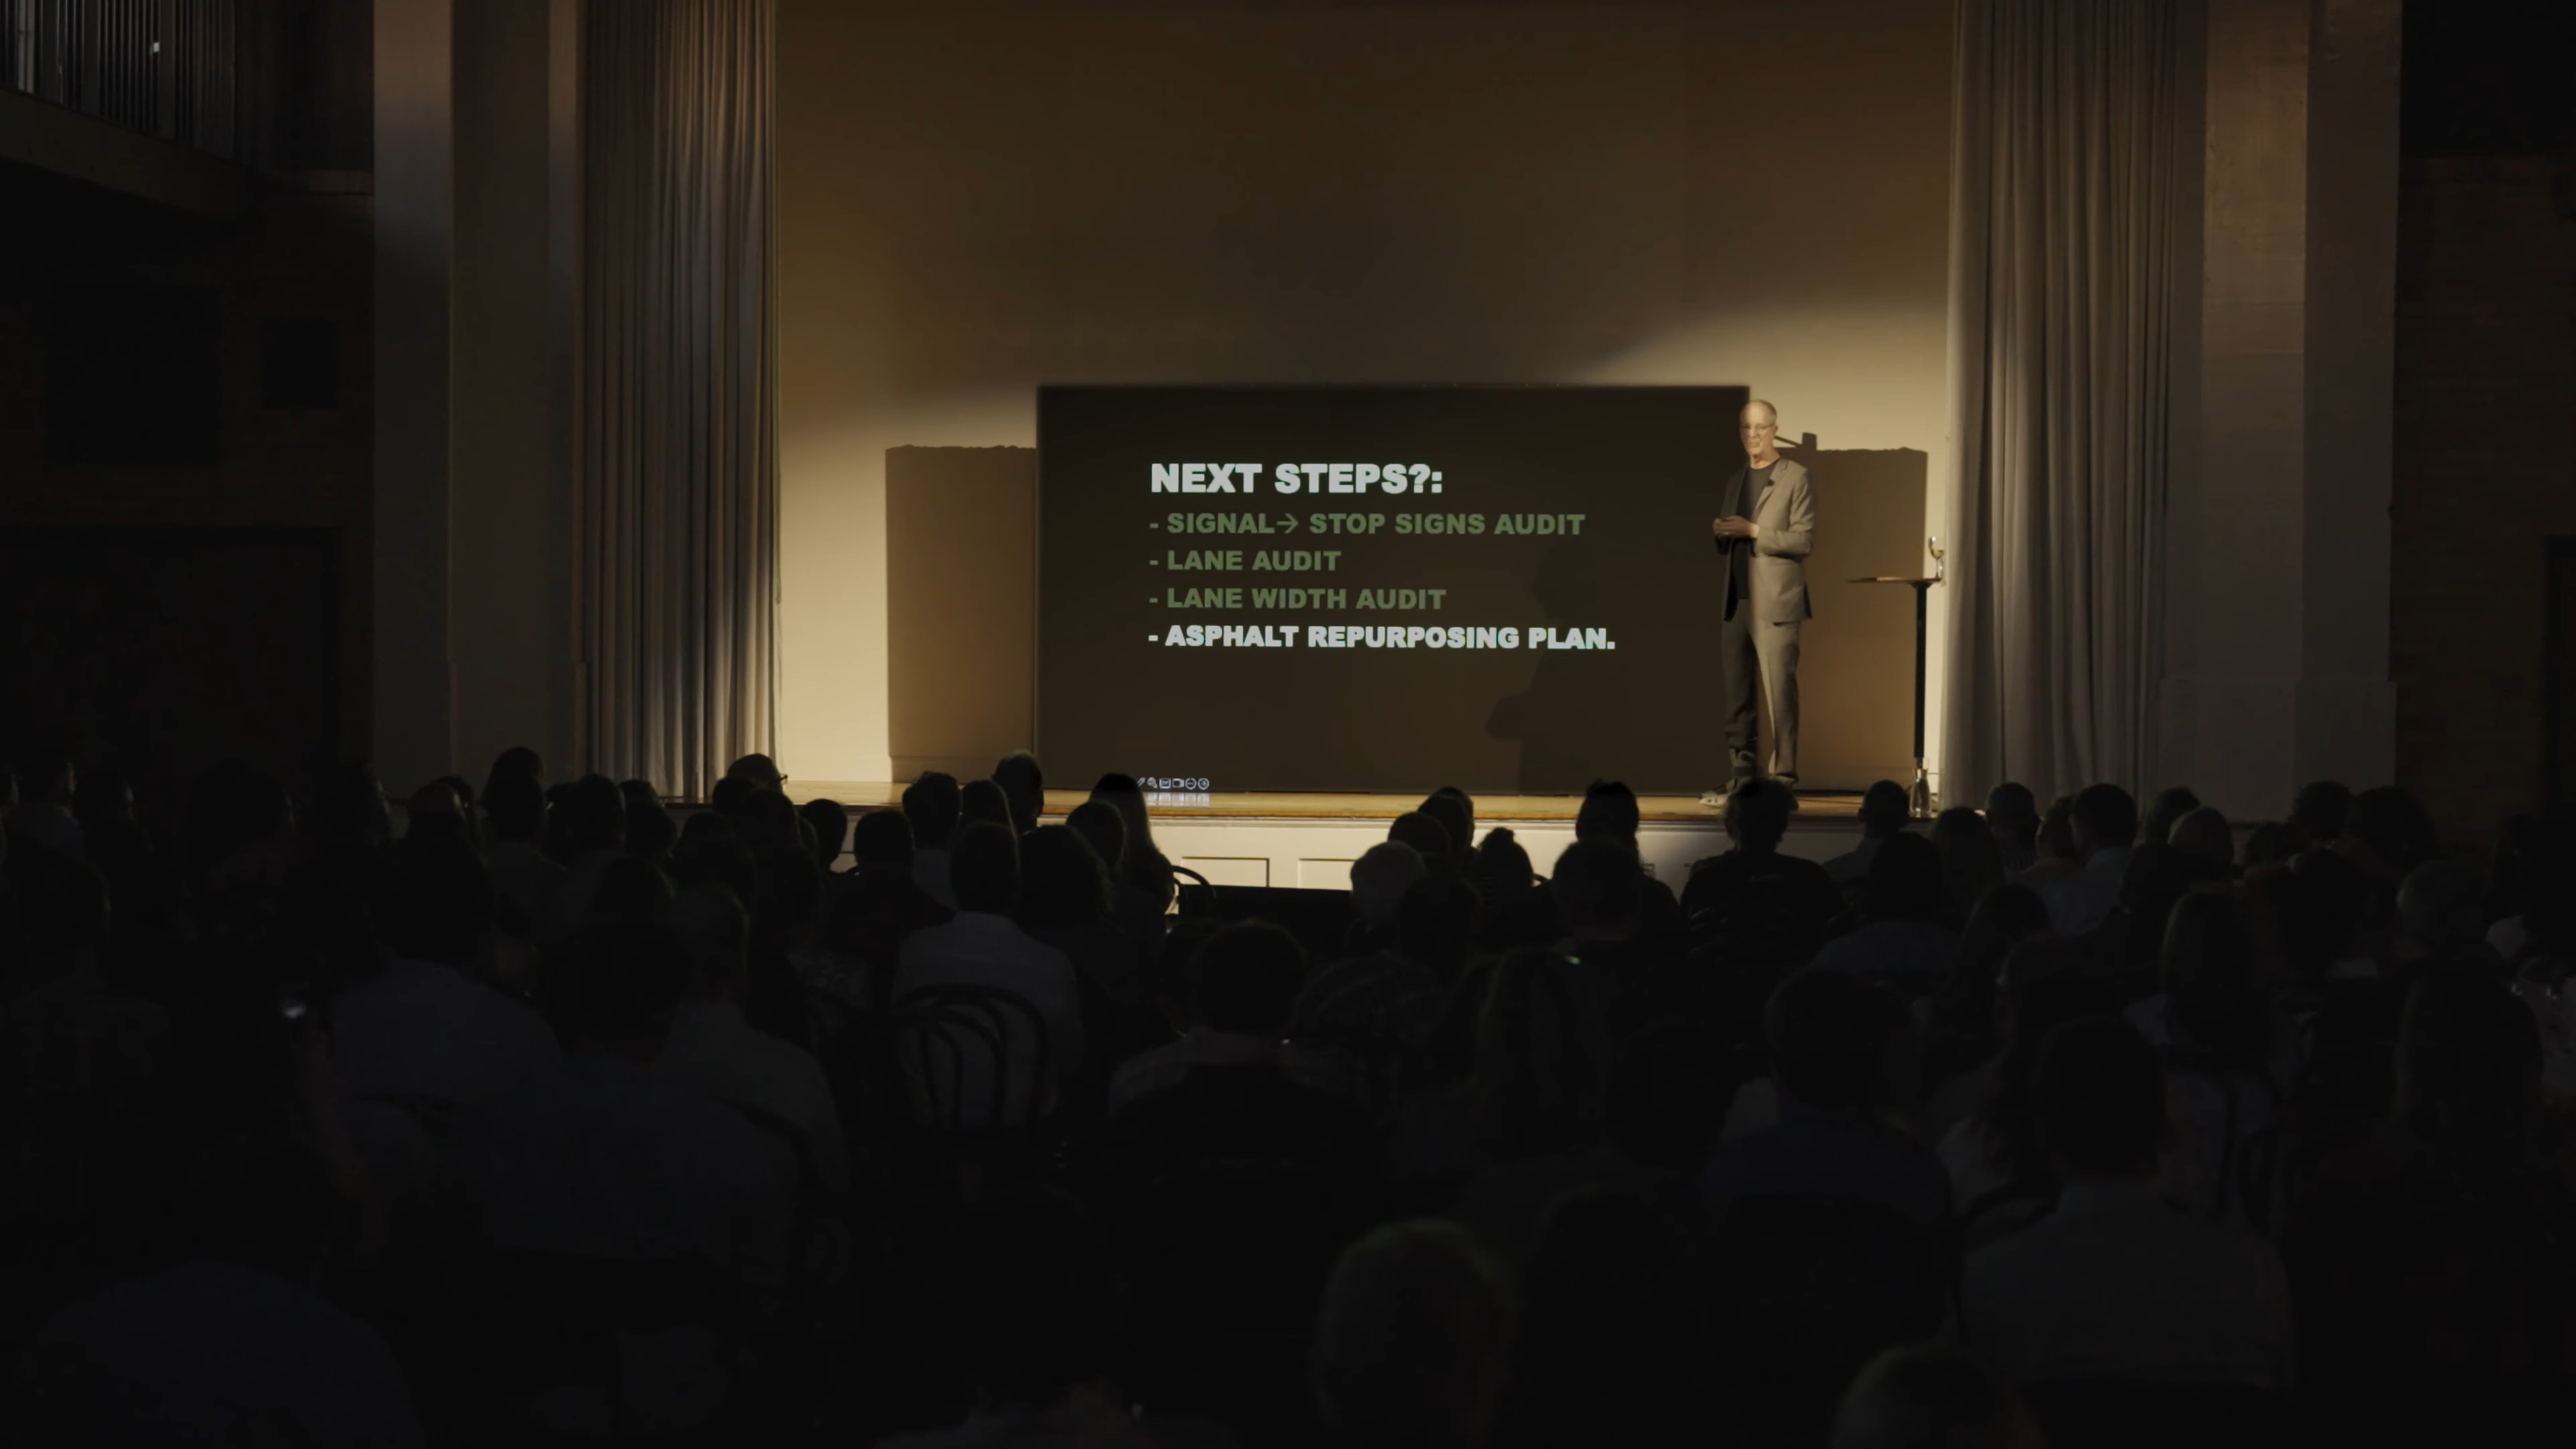 NEXT STEPS?:
- SIGNAL→ STOP SIGNS AUDIT
- LANE AUDIT
- LANE WIDTH AUDIT
- ASPHALT REPURPOSING PLAN.